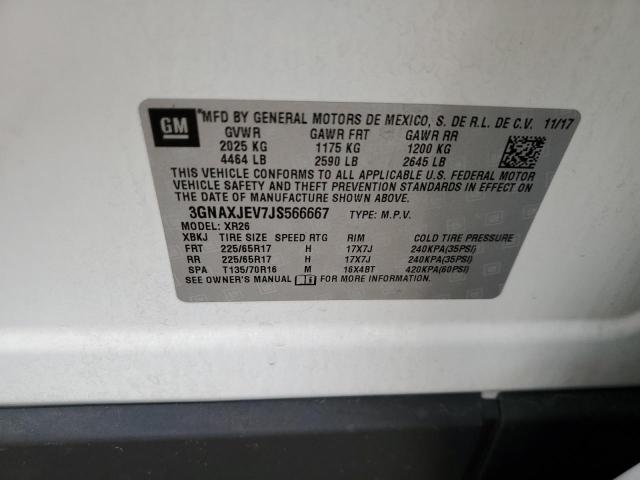 GM *MFD BY GENERAL MOTORS DE MEXICO, S. DE R.L. DE C.V. 11/17
GVWR GAWR FRT GAWR RR
2025 KG 1175 KG 1200 KG
4464 LB 2590 LB 2645 LB
THIS VEHICLE CONFORMS TO ALL APPLICABLE U.S. FEDERAL MOTOR
VEHICLE SAFETY AND THEFT PREVENTION STANDARDS IN EFFECT ON
THE DATE OF MANUFACTURE SHOWN ABOVE.
3GNAXJEV7JS566667 TYPE: M.P.V.
MODEL: XR26
XBKJ TIRE SIZE SPEED RTG RIM COLD TIRE PRESSURE
FRT 225/65R17 H 17X7J 240KPA(35PSI)
RR 225/65R17 H 17X7J 240KPA(35PSI)
SPA T135/70R16 M 16X4BT 420KPA(60PSI)
SEE OWNER'S MANUAL FOR MORE INFORMATION